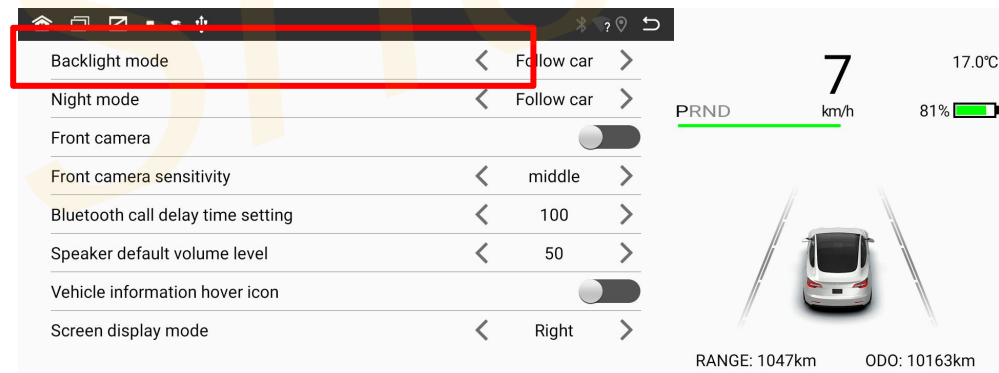 ?
Backlight mode Follow car
Night mode Follow car
Front camera
Front camera sensitivity middle
Bluetooth call delay time setting 100
Speaker default volume level 50
Vehicle information hover icon
Screen display mode Right
7 17.0℃
PRND km/h 81%
RANGE: 1047km ODO: 10163km